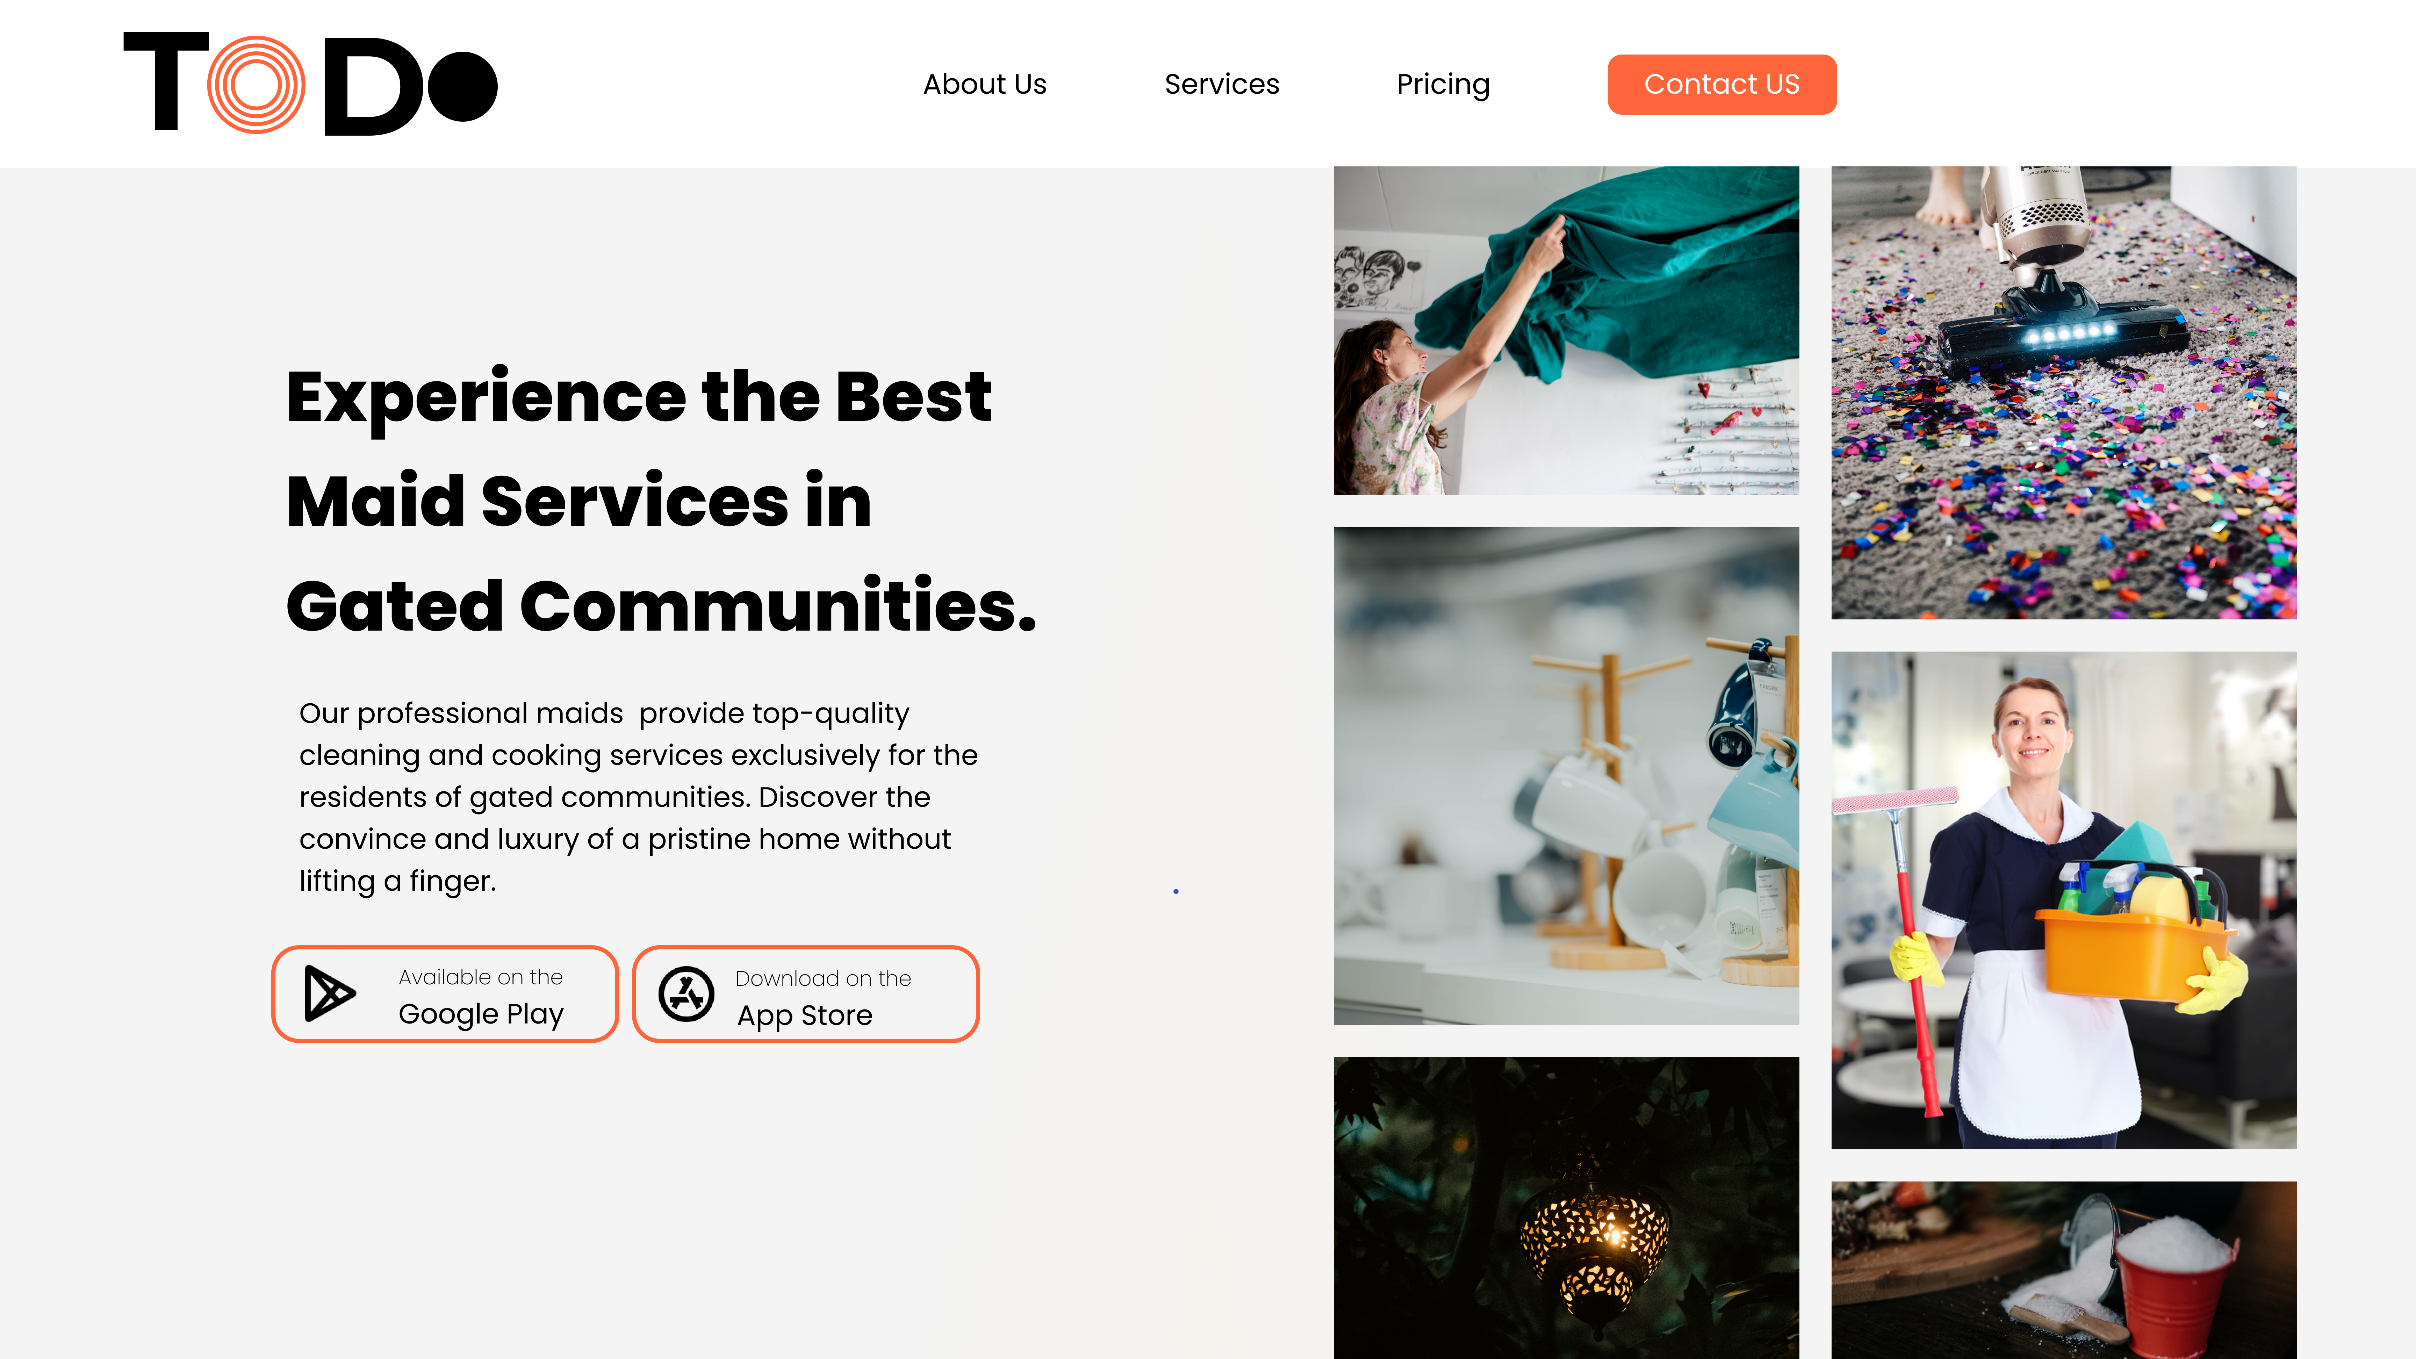 TODO
About Us
Services
Pricing
Contact US
Experience the Best
Maid Services in
Gated Communities.
Our professional maids  provide top-quality
cleaning and cooking services exclusively for the
residents of gated communities. Discover the
convince and luxury of a pristine home without
lifting a finger.
Available on the
Google Play
Download on the
App Store